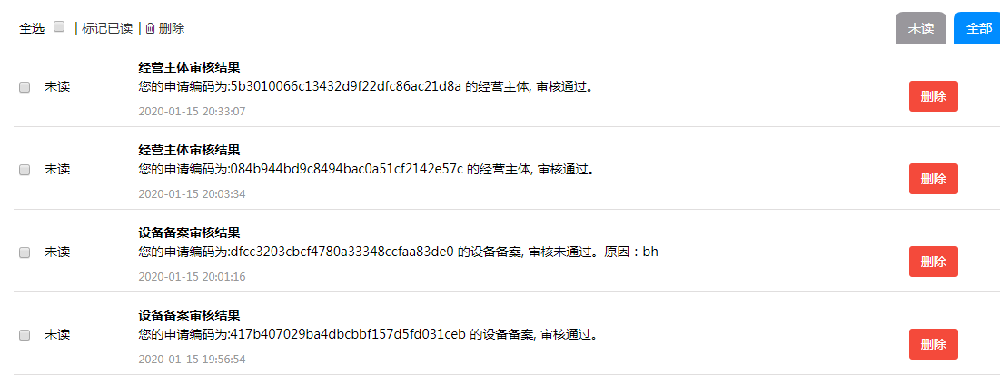 全选 | 标记已读 | 删除 未读 全部
经营主体审核结果
未读 您的申请编码为:5b3010066c13432d9f22dfc86ac21d8a 的经营主体, 审核通过。 删除
2020-01-15 20:33:07
经营主体审核结果
未读 您的申请编码为:084b944bd9c8494bac0a51cf2142e57c 的经营主体, 审核通过。 删除
2020-01-15 20:03:34
设备备案审核结果
未读 您的申请编码为:dfcc3203cbcf4780a33348ccfaa83de0 的设备备案, 审核未通过。原因：bh 删除
2020-01-15 20:01:16
设备备案审核结果
未读 您的申请编码为:417b407029ba4dbcbbf157d5fd031ceb 的设备备案, 审核通过。 删除
2020-01-15 19:56:54